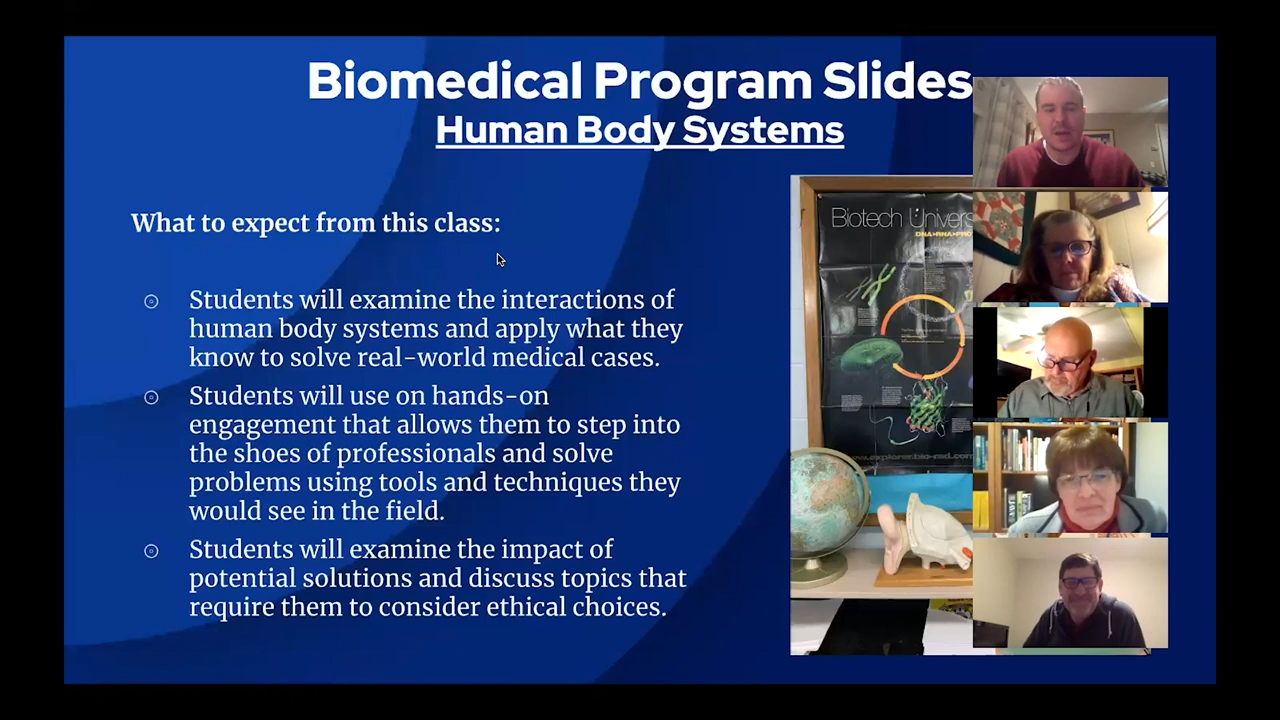 Biomedical Program Slides
Human Body Systems
What to expect from this class:
Students will examine the interactions of
human body systems and apply what they
know to solve real-world medical cases.
Students will use on hands-on
engagement that allows them to step into
the shoes of professionals and solve
problems using tools and techniques they
would see in the field.
Students will examine the impact of
potential solutions and discuss topics that
require them to consider ethical choices.
Biotech Univers
DNA›RNA›PRO